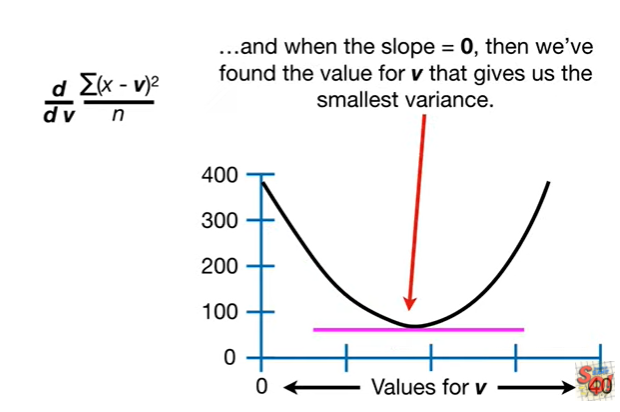 …and when the slope = 0, then we've
found the value for v that gives us the
smallest variance.
d ∑(x - v)²
d v n
400
300
200
100
0
0 Values for v 40